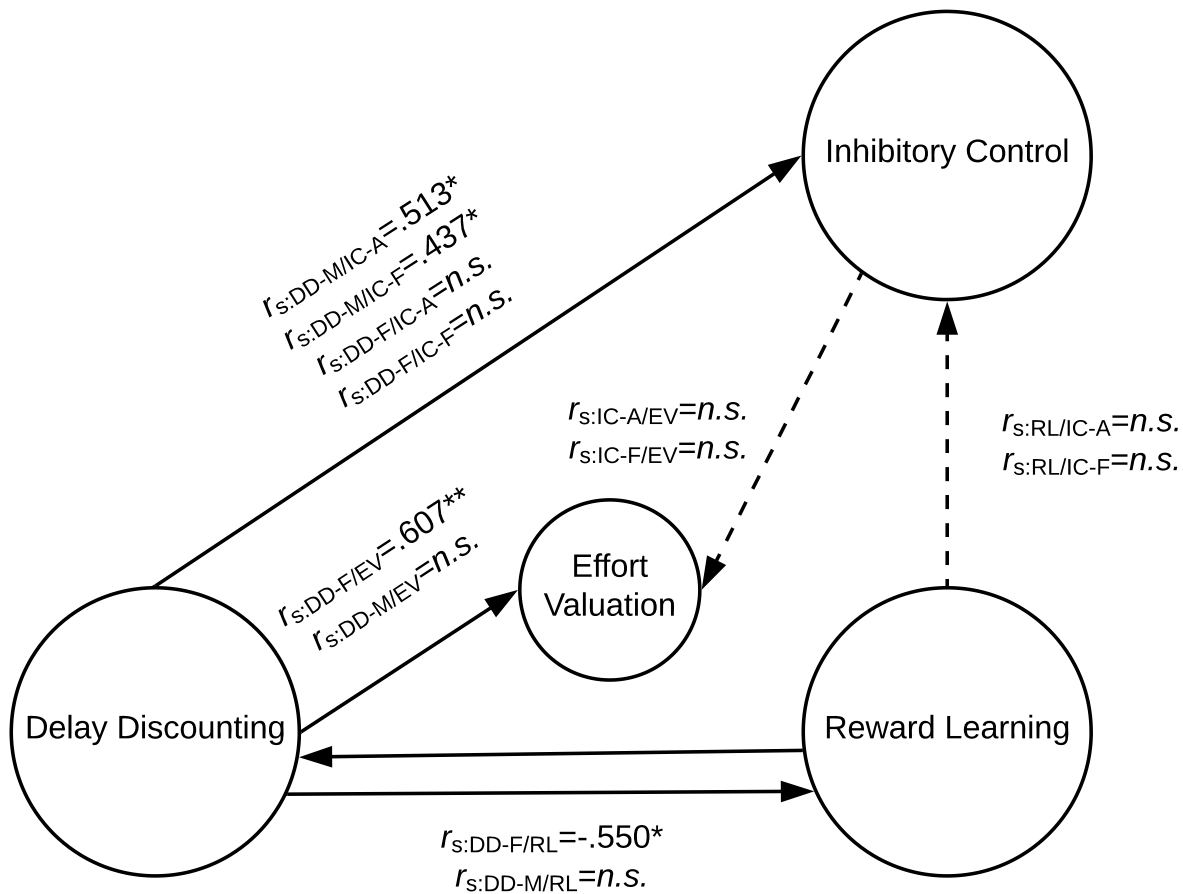 Inhibitory Control
rs:DD-M/IC-A=.513*
rs:DD-M/IC-F=.437*
rs:DD-F/IC-A=n.s.
rs:DD-F/IC-F=n.s.
rs:IC-A/EV=n.s.
rs:IC-F/EV=n.s.
rs:RL/IC-A=n.s.
rs:RL/IC-F=n.s.
rs:DD-F/EV=.607**
rs:DD-M/EV=n.s.
Effort
Valuation
Delay Discounting
Reward Learning
rs:DD-F/RL=-.550*
rs:DD-M/RL=n.s.